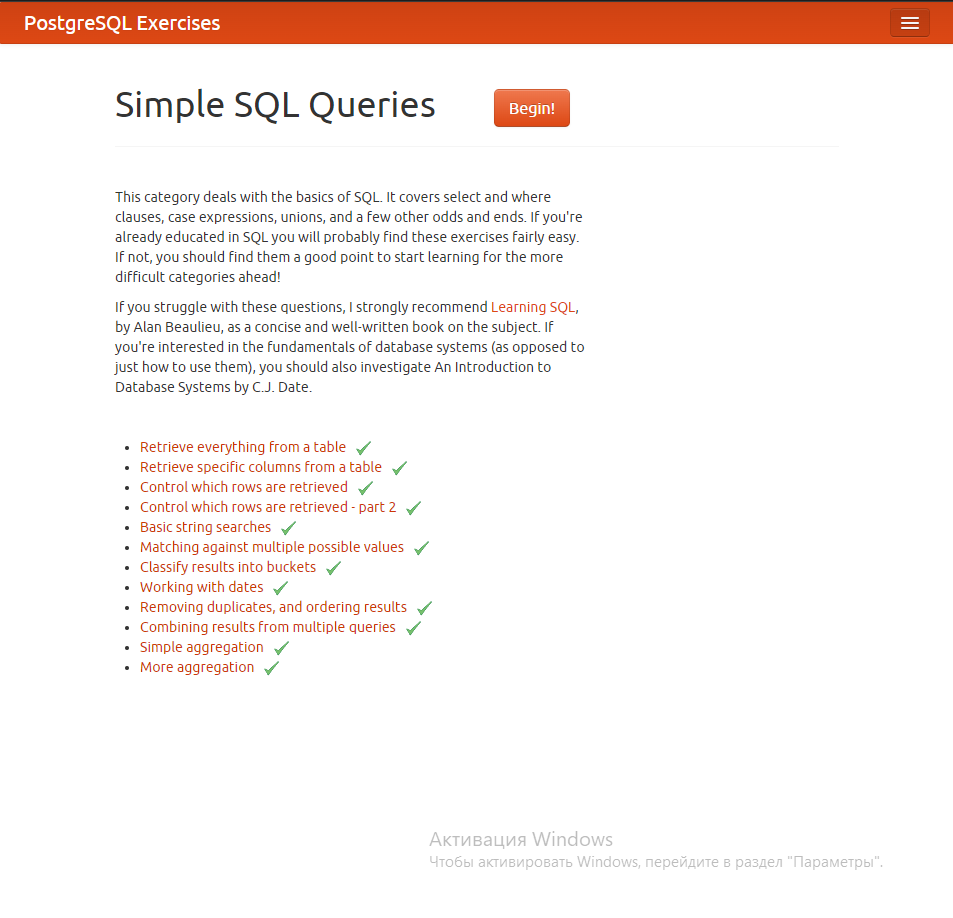 PostgreSQL Exercises
Simple SQL Queries
Begin!
This category deals with the basics of SQL. It covers select and where
clauses, case expressions, unions, and a few other odds and ends. If you're
already educated in SQL you will probably find these exercises fairly easy.
If not, you should find them a good point to start learning for the more
difficult categories ahead!
If you struggle with these questions, I strongly recommend Learning SQL,
by Alan Beaulieu, as a concise and well-written book on the subject. If
you're interested in the fundamentals of database systems (as opposed to
just how to use them), you should also investigate An Introduction to
Database Systems by C.J. Date.
Retrieve everything from a table
Retrieve specific columns from a table
Control which rows are retrieved
Control which rows are retrieved - part 2
Basic string searches
Matching against multiple possible values
Classify results into buckets
Working with dates
Removing duplicates, and ordering results
Combining results from multiple queries
Simple aggregation
More aggregation
Активация Windows
Чтобы активировать Windows, перейдите в раздел "Параметры".